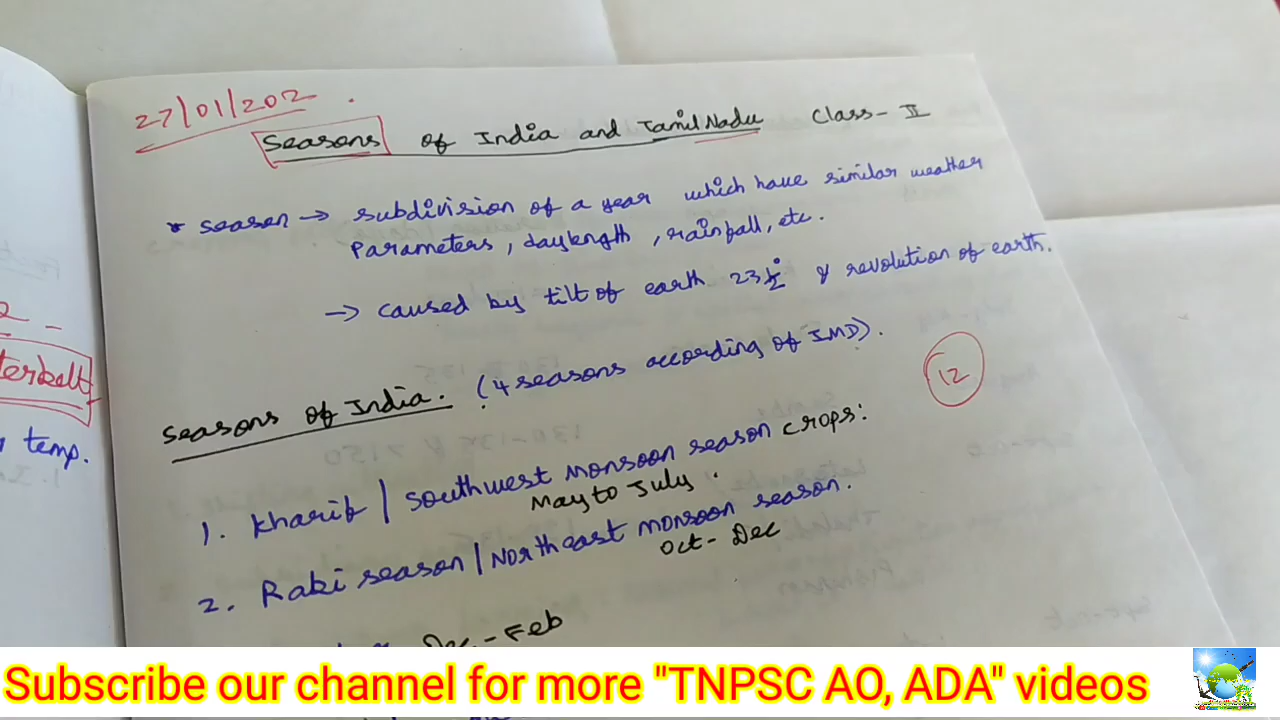 27/01/202
Seasons of India and TamilNadu Class - II
* season → subdivision of a year which have similar weather
Parameters, daylength, rainfall, etc.
→ caused by tilt of earth 23½° & revolution of earth.
12
Seasons of India. (4 seasons according of IMD).
1. Kharif | Southwest monsoon season crops:
May to July.
2. Rabi season | Northeast monsoon season.
Oct - Dec
Dec - Feb
2 -
terbelt
temp.
Subscribe our channel for more "TNPSC AO, ADA" videos